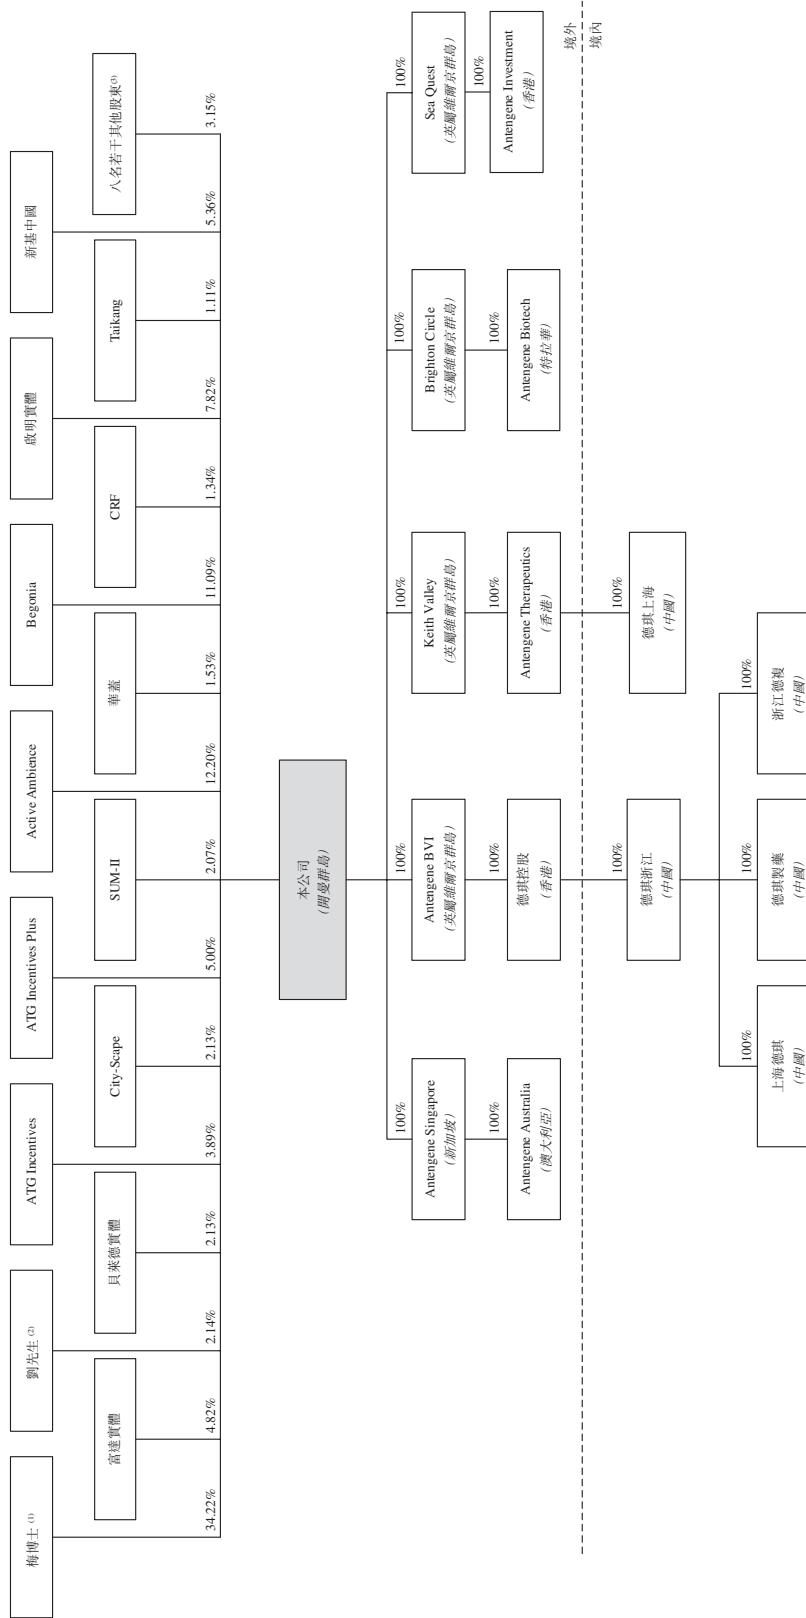 梅博士 (1)
劉先生 (2)
ATG Incentives
ATG Incentives Plus
Active Ambience
Begonia
啟明實體
新基中國
富達實體
貝萊德實體
City-Scape
SUM-II
華蓋
CRF
Taikang
八名若干其他股東(3)
34.22%
4.82%
2.14%
2.13%
3.89%
2.13%
5.00%
2.07%
12.20%
1.53%
11.09%
1.34%
7.82%
1.11%
5.36%
3.15%
本公司
(開曼群島)
100%
100%
100%
100%
100%
Antengene Singapore
(新加坡)
Antengene BVI
(英屬維爾京群島)
Keith Valley
(英屬維爾京群島)
Brighton Circle
(英屬維爾京群島)
Sea Quest
(英屬維爾京群島)
100%
100%
100%
100%
100%
Antengene Australia
(澳大利亞)
德琪控股
(香港)
Antengene Therapeutics
(香港)
Antengene Biotech
(特拉華)
Antengene Investment
(香港)
境外
境內
100%
100%
德琪浙江
(中國)
德琪上海
(中國)
100%
100%
100%
上海德琪
(中國)
德琪製藥
(中國)
浙江德複
(中國)